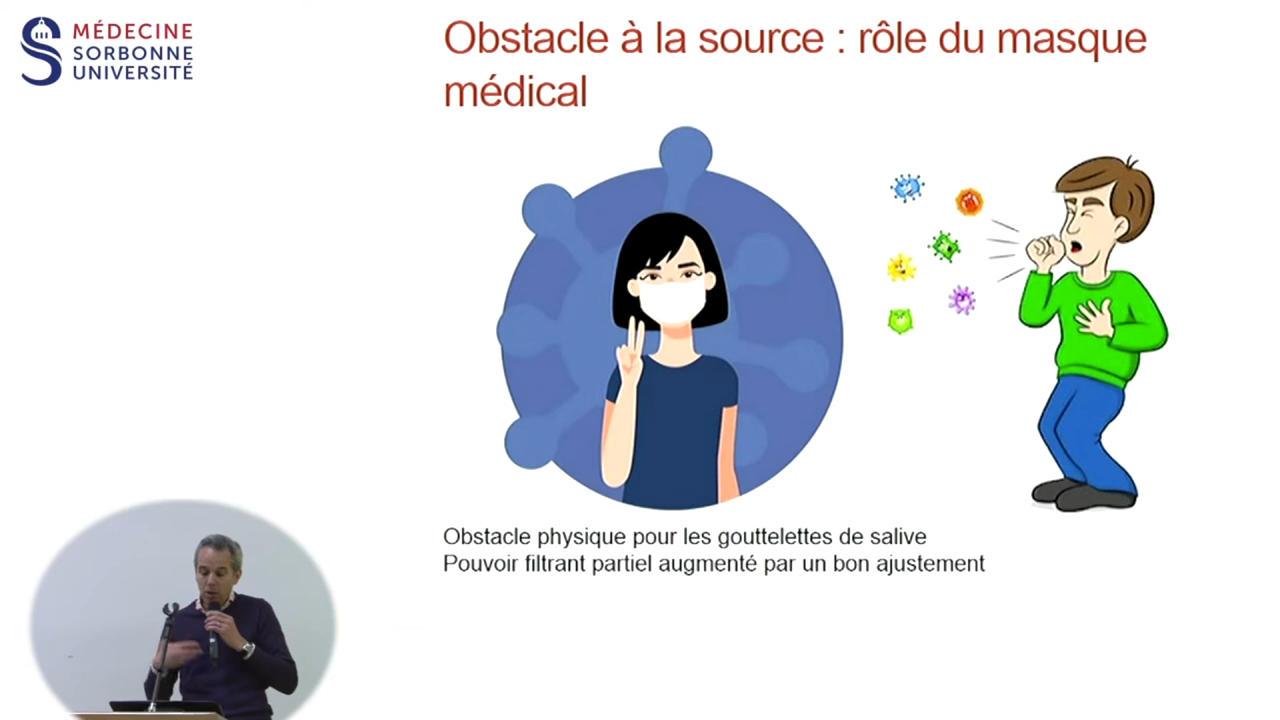 MÉDECINE
SORBONNE
UNIVERSITÉ
Obstacle à la source : rôle du masque
médical
Obstacle physique pour les gouttelettes de salive
Pouvoir filtrant partiel augmenté par un bon ajustement